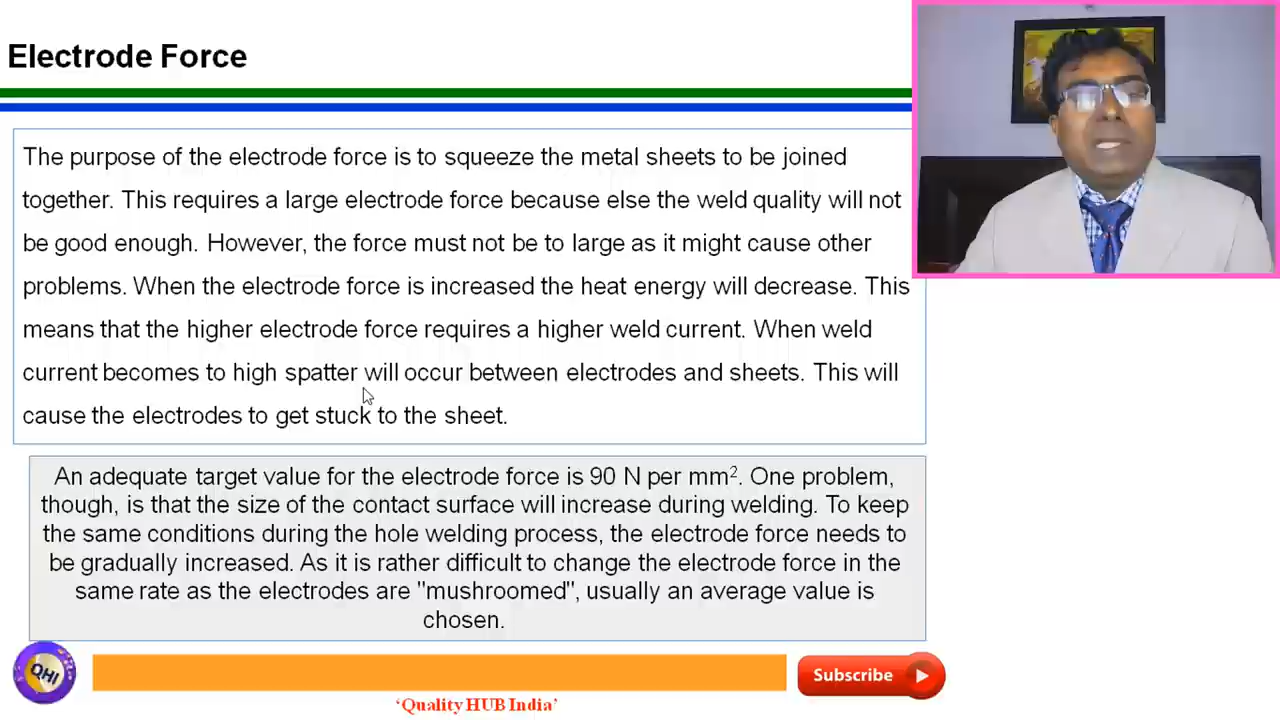 Electrode Force
The purpose of the electrode force is to squeeze the metal sheets to be joined
together. This requires a large electrode force because else the weld quality will not
be good enough. However, the force must not be to large as it might cause other
problems. When the electrode force is increased the heat energy will decrease. This
means that the higher electrode force requires a higher weld current. When weld
current becomes to high spatter will occur between electrodes and sheets. This will
cause the electrodes to get stuck to the sheet.
An adequate target value for the electrode force is 90 N per mm². One problem,
though, is that the size of the contact surface will increase during welding. To keep
the same conditions during the hole welding process, the electrode force needs to
be gradually increased. As it is rather difficult to change the electrode force in the
same rate as the electrodes are "mushroomed", usually an average value is
chosen.
QHI
Subscribe
‘Quality HUB India’